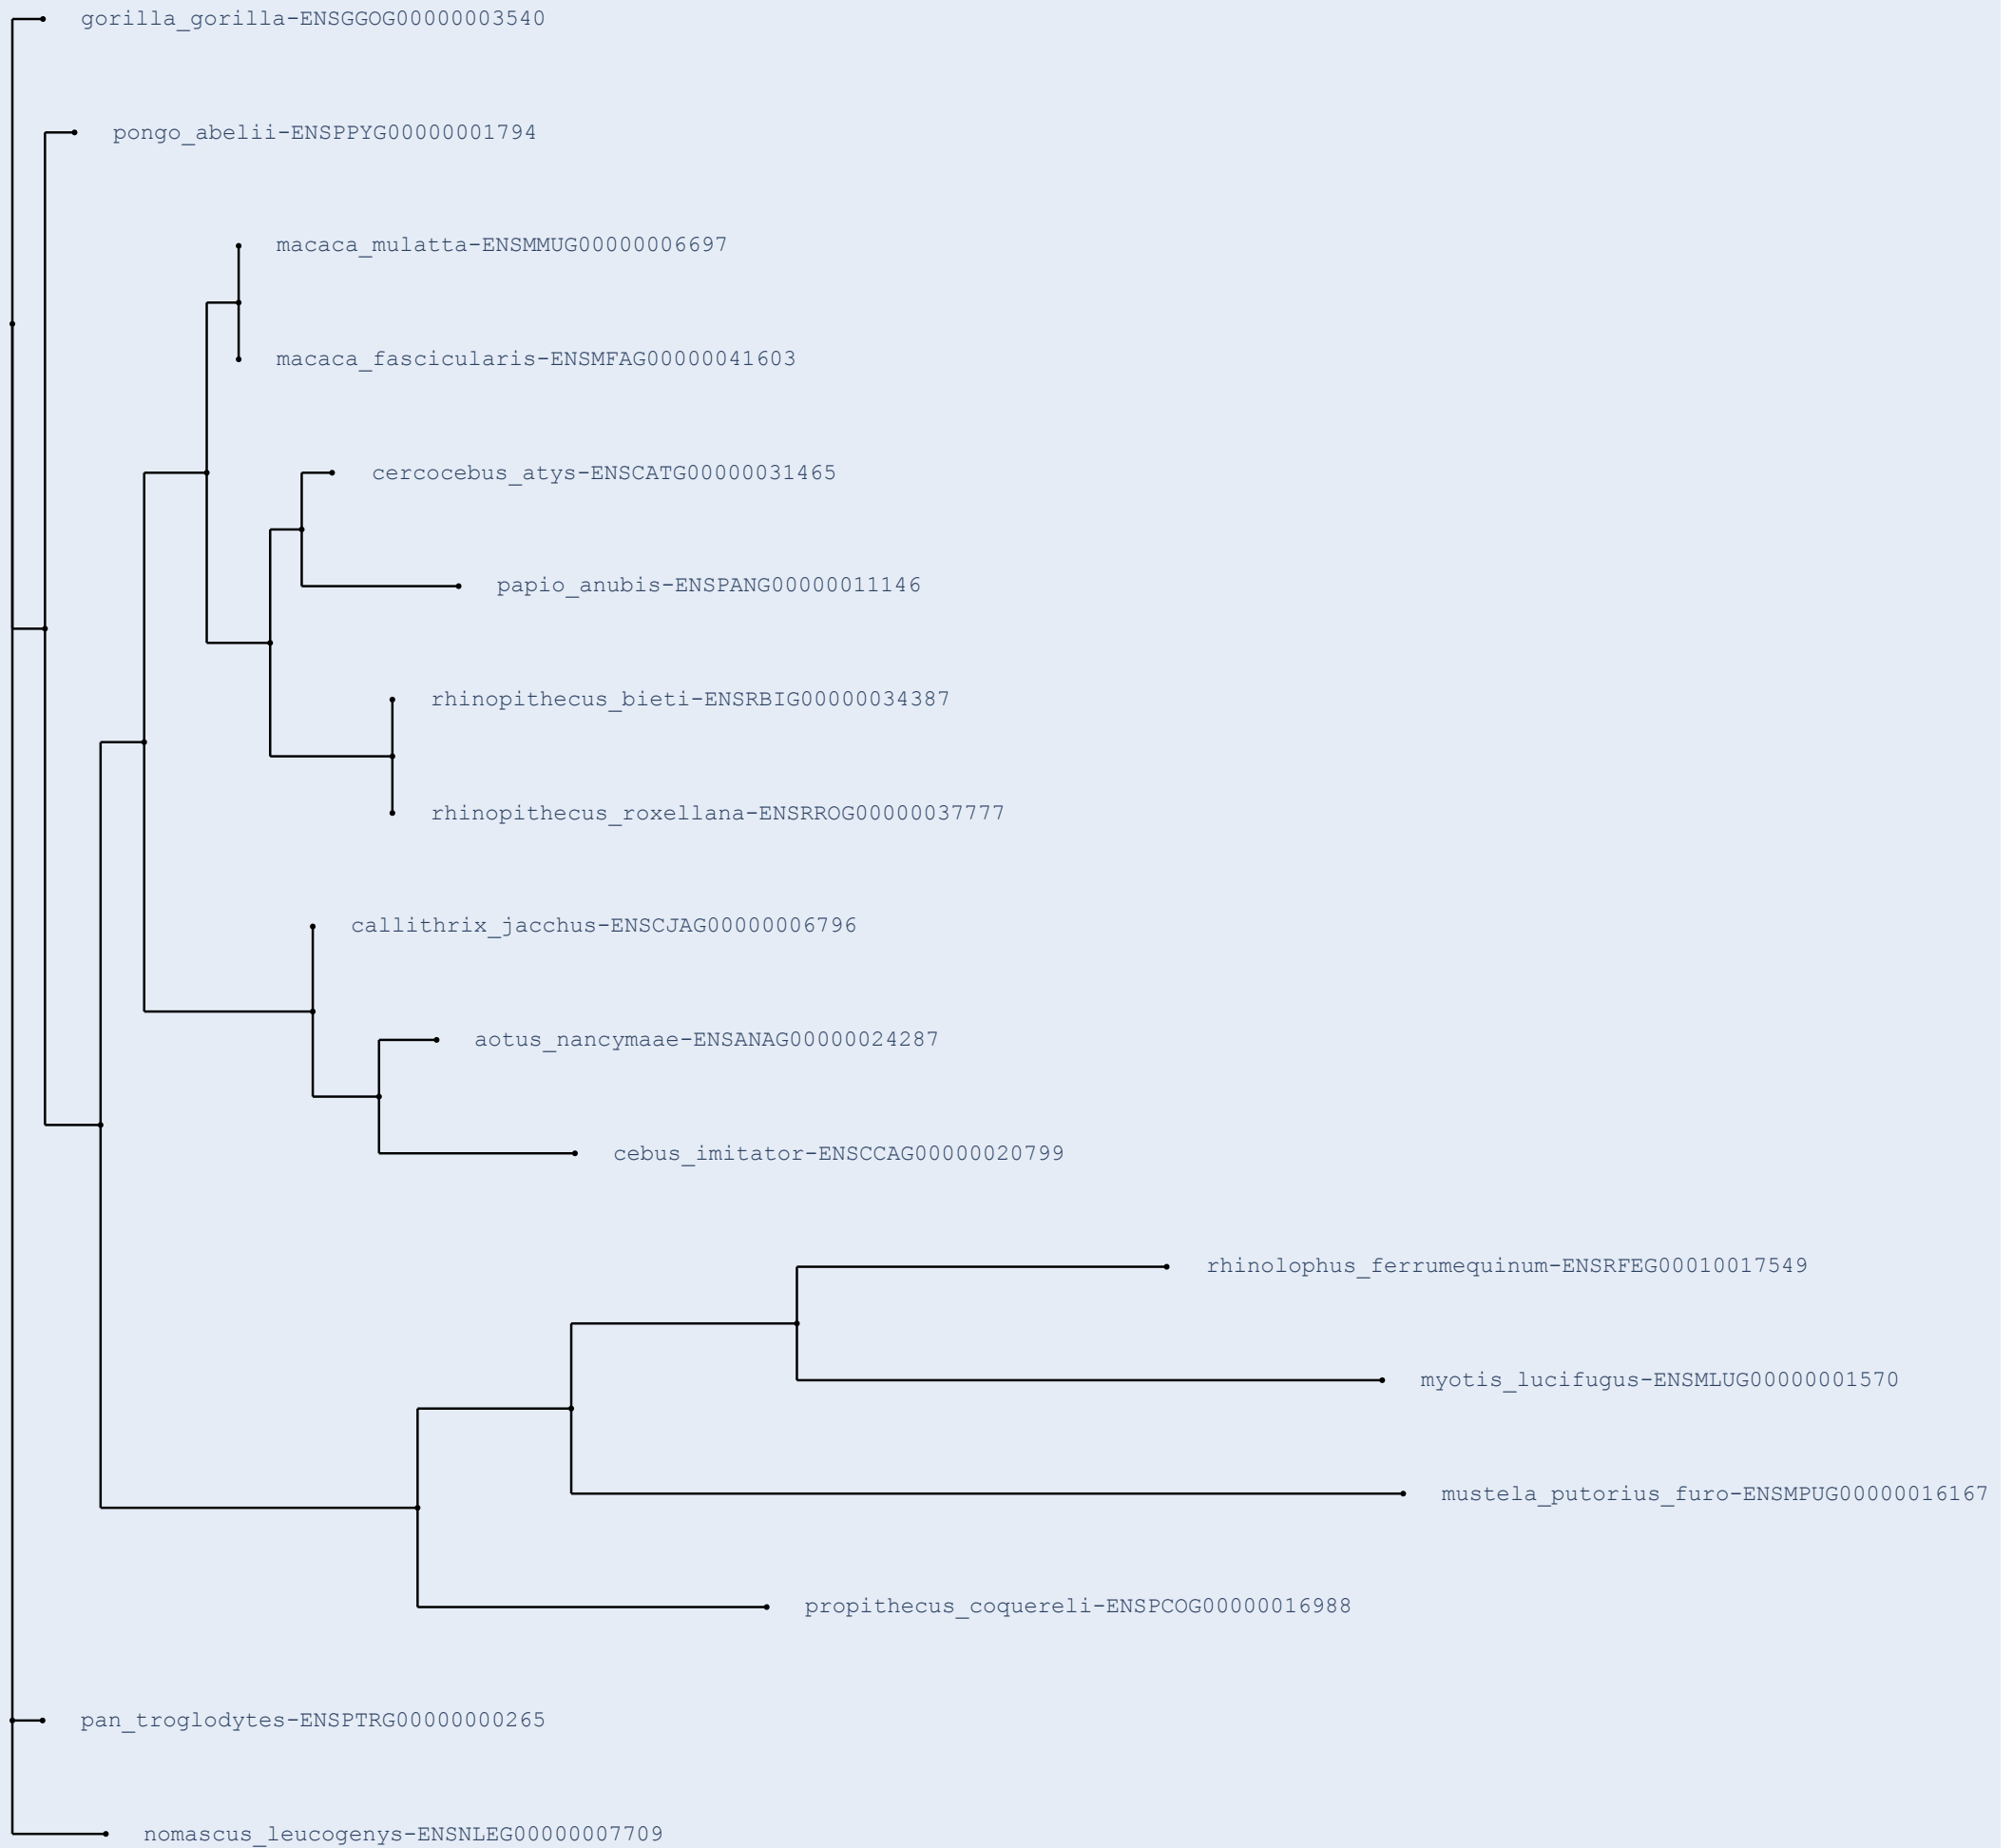 gorilla_gorilla-ENSGGOG00000003540
pongo_abelii-ENSPPYG00000001794
macaca_mulatta-ENSMMUG00000006697
macaca_fascicularis-ENSMFAG00000041603
cercocebus_atys-ENSCATG00000031465
papio_anubis-ENSPANG00000011146
rhinopithecus_bieti-ENSRBIG00000034387
rhinopithecus_roxellana-ENSRROG00000037777
callithrix_jacchus-ENSCJAG00000006796
aotus_nancymaae-ENSANAG00000024287
cebus_imitator-ENSCCAG00000020799
rhinolophus_ferrumequinum-ENSRFEG00010017549
myotis_lucifugus-ENSMLUG00000001570
mustela_putorius_furo-ENSMPUG00000016167
propithecus_coquereli-ENSPCOG00000016988
pan_troglodytes-ENSPTRG00000000265
nomascus_leucogenys-ENSNLEG00000007709